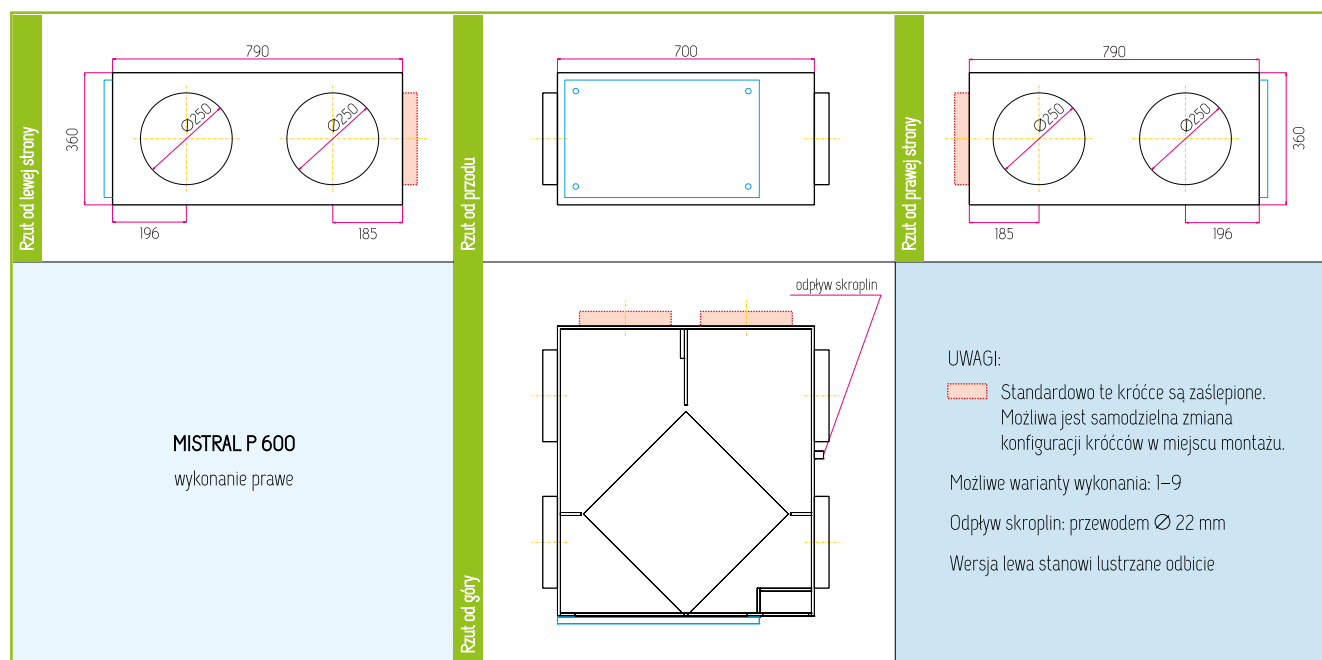 Rzut od lewej strony
790
360
Ø250
Ø250
196
185
Rzut od przodu
700
Rzut od prawej strony
790
Ø250
Ø250
360
185
196
MISTRAL P 600
wykonanie prawe
Rzut od góry
odpływ skroplin
UWAGI:
Standardowo te króćce są zaślepione.
Możliwa jest samodzielna zmiana
konfiguracji króćców w miejscu montażu.
Możliwe warianty wykonania: 1–9
Odpływ skroplin: przewodem Ø 22 mm
Wersja lewa stanowi lustrzane odbicie